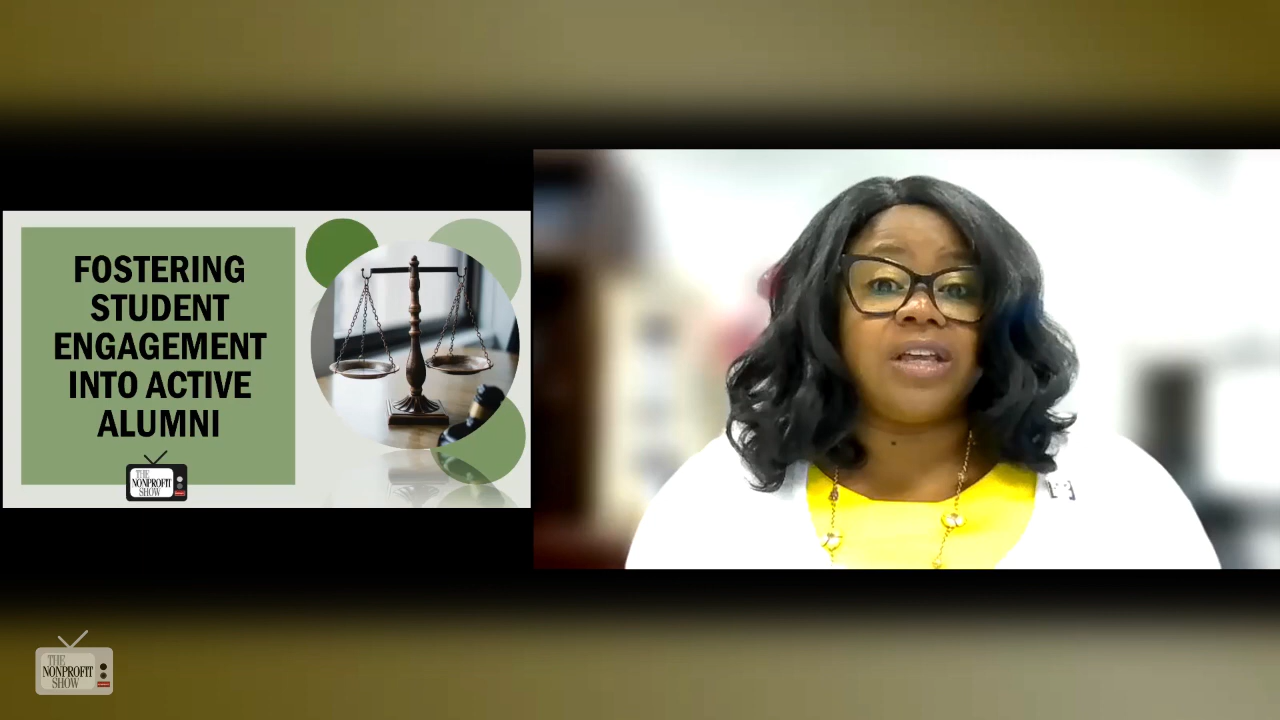 FOSTERING
STUDENT
ENGAGEMENT
INTO ACTIVE
ALUMNI
THE
NONPROFIT
SHOW
THE
NONPROFIT
SHOW